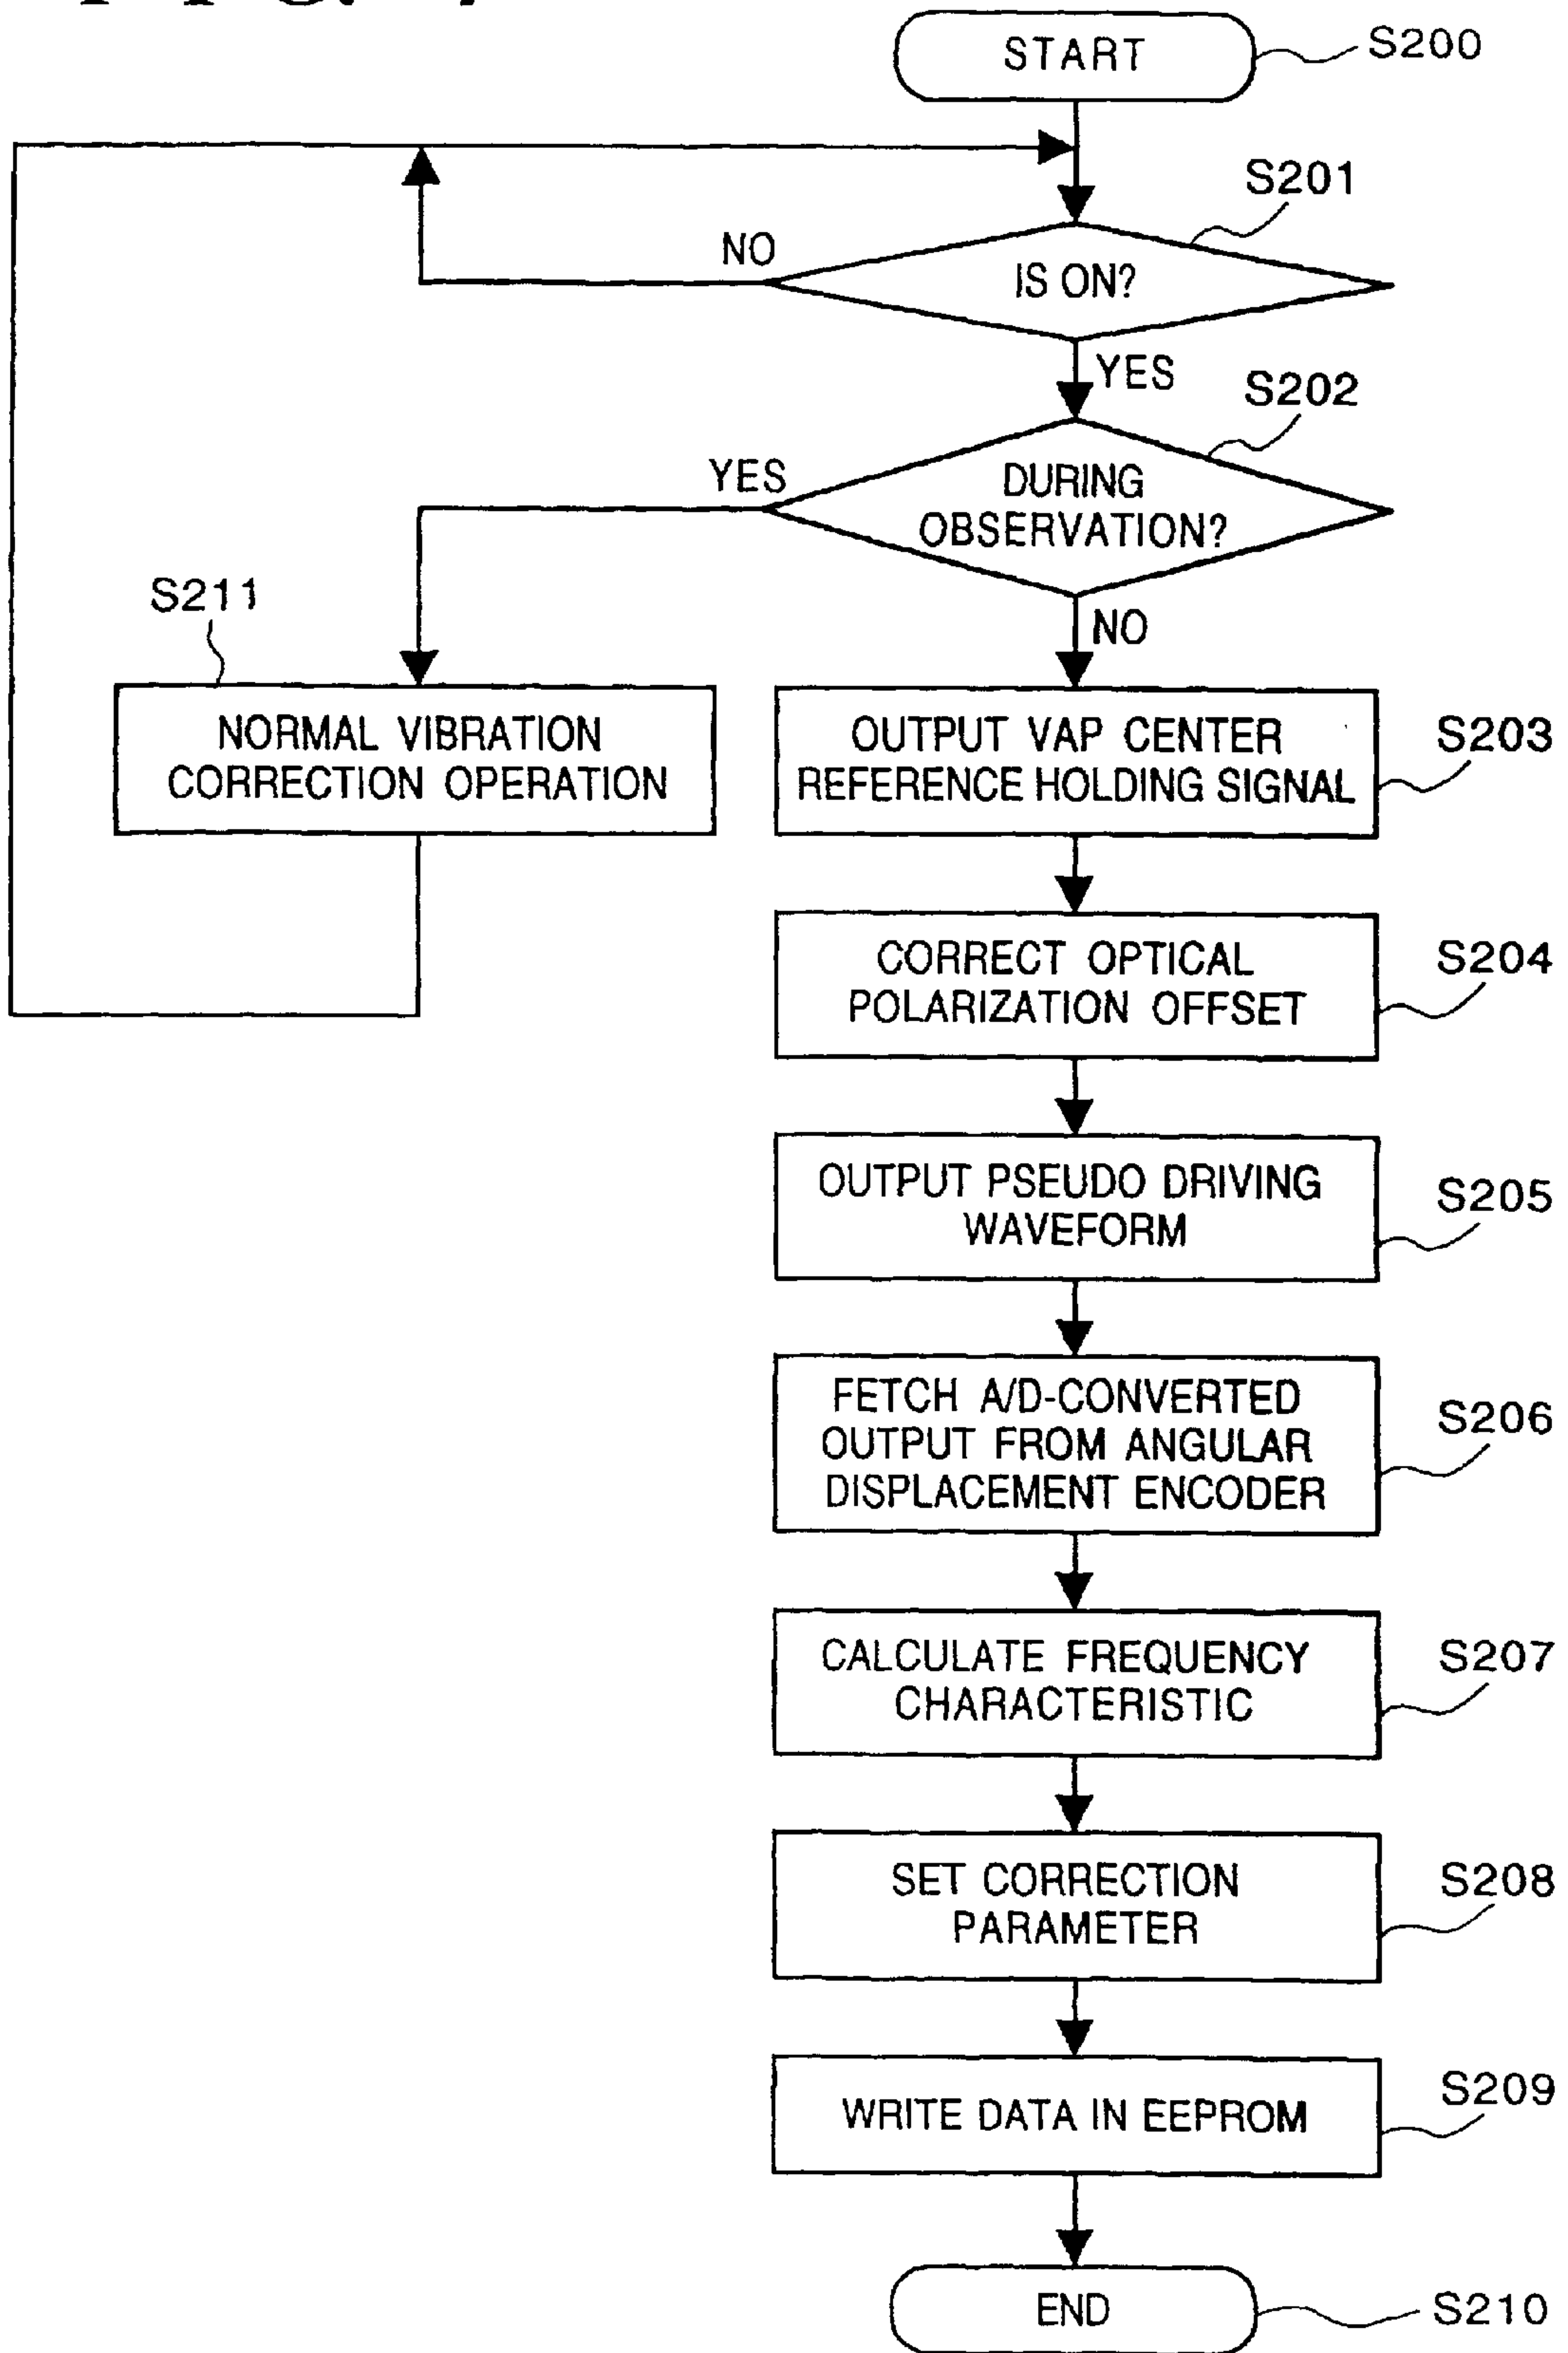 START
S200
S201
NO
IS ON?
YES
S202
YES
DURING
OBSERVATION?
NO
S211
NORMAL VIBRATION
CORRECTION OPERATION
OUTPUT VAP CENTER
REFERENCE HOLDING SIGNAL
S203
CORRECT OPTICAL
POLARIZATION OFFSET
S204
OUTPUT PSEUDO DRIVING
WAVEFORM
S205
FETCH A/D-CONVERTED
OUTPUT FROM ANGULAR
DISPLACEMENT ENCODER
S206
CALCULATE FREQUENCY
CHARACTERISTIC
S207
SET CORRECTION
PARAMETER
S208
WRITE DATA IN EEPROM
S209
END
S210